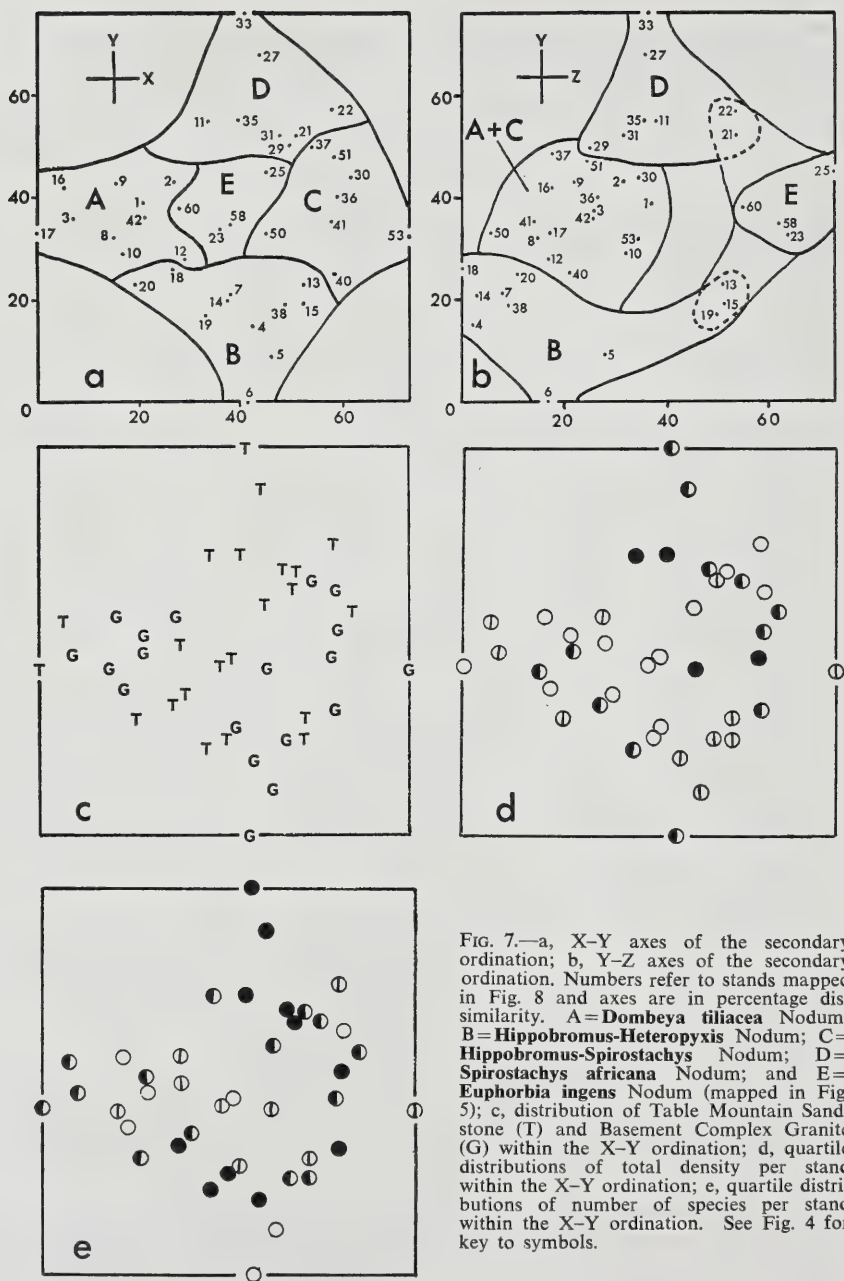 33
Y
X
27
D
60
11
35
22
31
21
29
37
51
16
9
2
45
30
40
A
1
E
36
C
3
42
60
58
41
17
8
23
50
53
10
12
18
40
20
20
7
13
14
15
19
38
4
B
5
a
6
0
20
40
60
33
Y
Z
27
D
60
22
35
11
31
21
A+C
29
37
51
25
16
23
2
30
E
40
36
1
60
35
3
58
50
8
17
53
23
12
29
18
20
25
13
20
14
7
15
38
19
4
B
5
b
6
0
20
40
60
T
T
T
T T
T
T T G
T
G
T
T
G
G
T
G
G
G
T
G
G
T
T T
G
G
G
T
T T
T
G
T
G
T T
G T
G
G
G
c
d
e
FIG. 7.—a, X–Y axes of the secondary
ordination; b, Y–Z axes of the secondary
ordination. Numbers refer to stands mapped
in Fig. 8 and axes are in percentage dis
similarity. A=Dombeya tiliacea Nodum
B=Hippobromus-Heteropyxis Nodum; C=
Hippobromus-Spirostachys Nodum; D=
Spirostachys africana Nodum; and E=
Euphorbia ingens Nodum (mapped in Fig
5); c, distribution of Table Mountain Sand
stone (T) and Basement Complex Granite
(G) within the X–Y ordination; d, quartile
distributions of total density per stand
within the X–Y ordination; e, quartile distri
butions of number of species per stand
within the X–Y ordination. See Fig. 4 for
key to symbols.